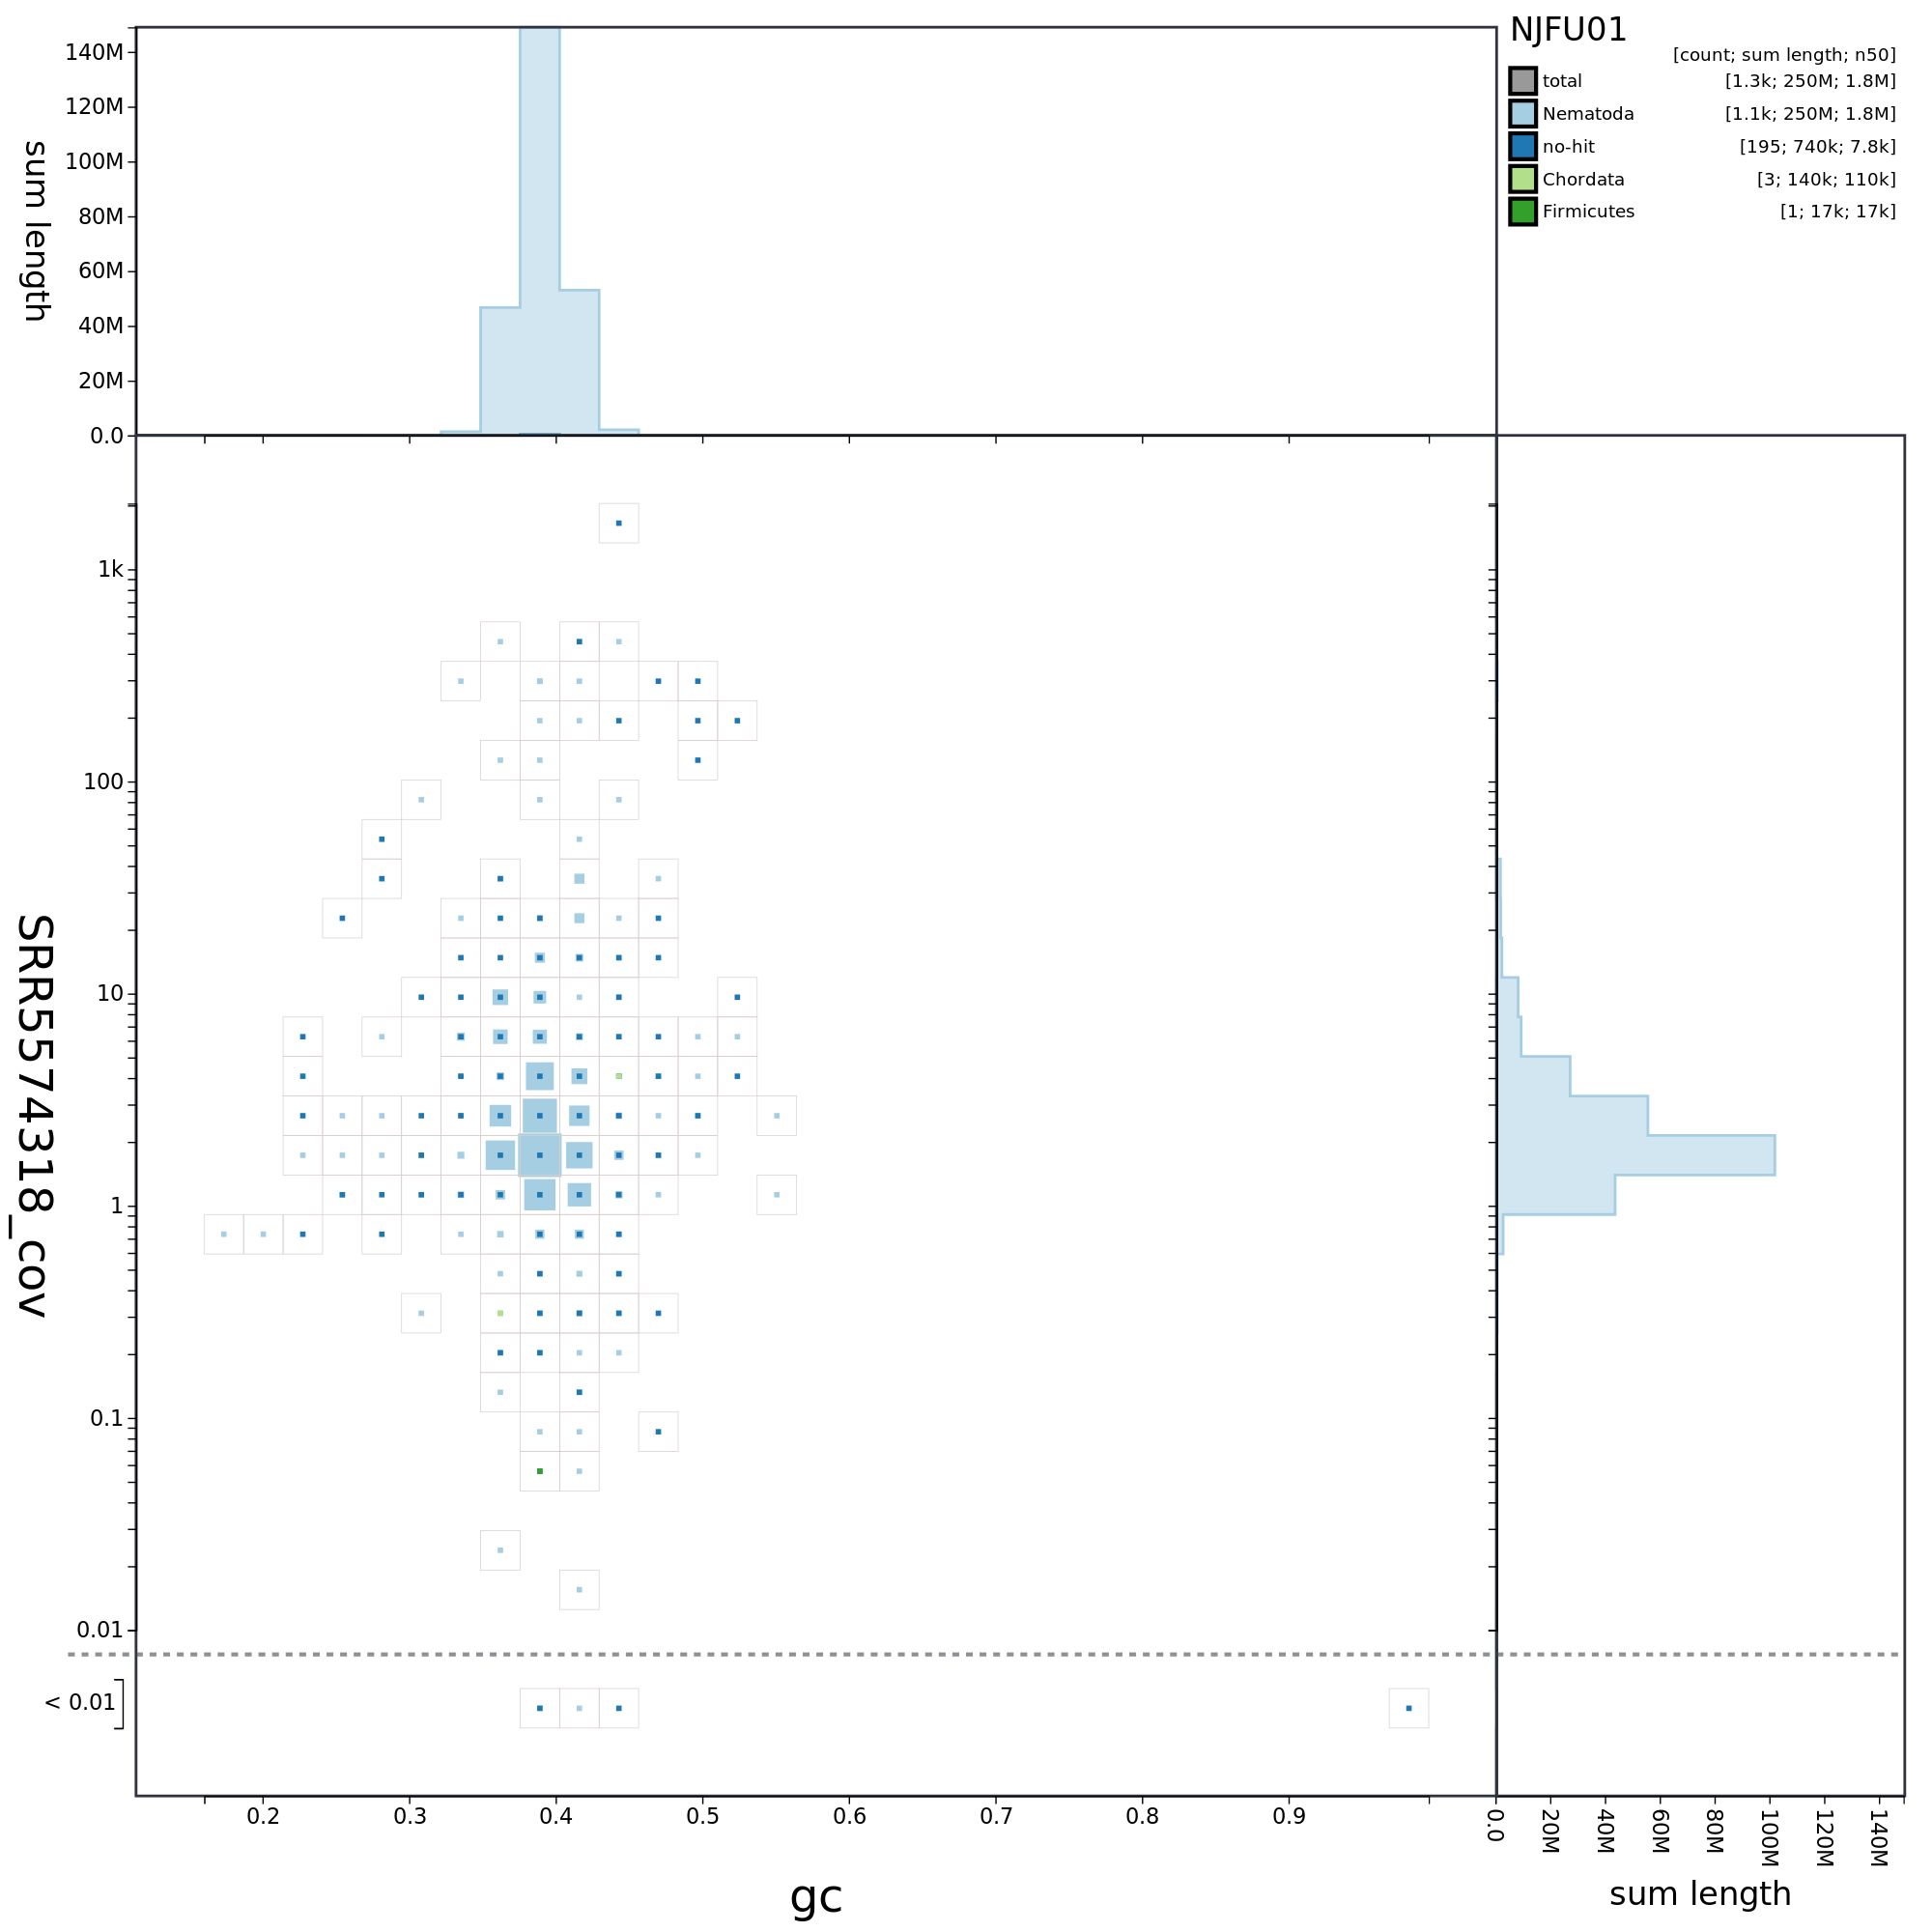 NJFU01
[count; sum length; n50]
total [1.3k; 250M; 1.8M]
Nematoda [1.1k; 250M; 1.8M]
no-hit [195; 740k; 7.8k]
Chordata [3; 140k; 110k]
Firmicutes [1; 17k; 17k]
sum length
140M
120M
100M
80M
60M
40M
20M
0.0
SRR5574318_cov
1k
100
10
1
0.1
0.01
< 0.01
0.2 0.3 0.4 0.5 0.6 0.7 0.8 0.9
gc
0.0 20M 40M 60M 80M 100M 120M 140M
sum length